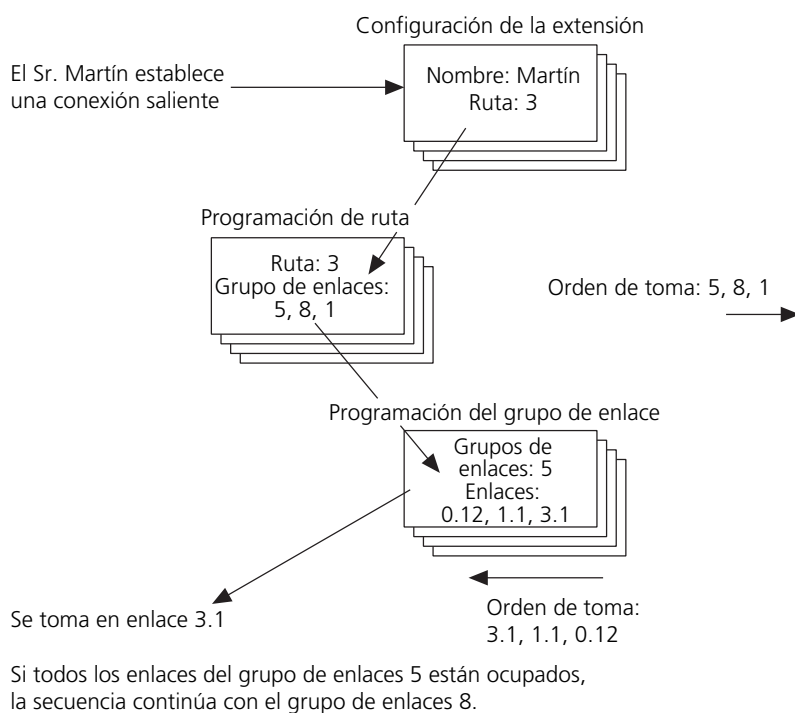 Configuración de la extensión
El Sr. Martín establece
una conexión saliente
Nombre: Martín
Ruta: 3
Programación de ruta
Ruta: 3
Grupo de enlaces:
5, 8, 1
Orden de toma: 5, 8, 1
Programación del grupo de enlace
Grupos de
enlaces: 5
Enlaces:
0.12, 1.1, 3.1
Se toma en enlace 3.1
Orden de toma:
3.1, 1.1, 0.12
Si todos los enlaces del grupo de enlaces 5 están ocupados,
la secuencia continúa con el grupo de enlaces 8.